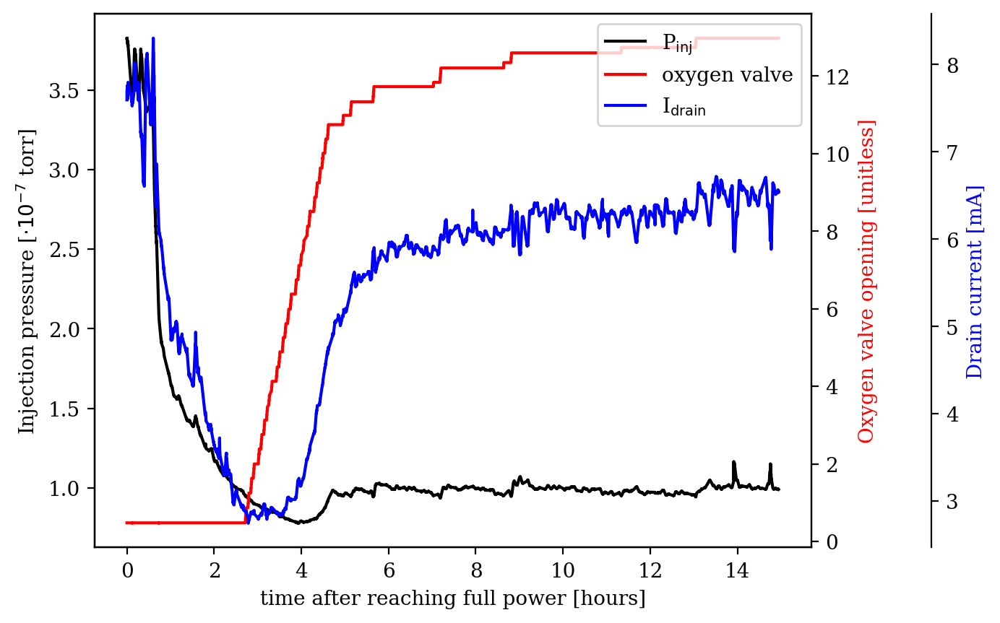 Injection pressure [·10⁻⁷ torr]
3.5
3.0
2.5
2.0
1.5
1.0
0 2 4 6 8 10 12 14
time after reaching full power [hours]
P_inj
oxygen valve
I_drain
12
10
8
6
4
2
0
Oxygen valve opening [unitless]
8
7
6
5
4
3
Drain current [mA]